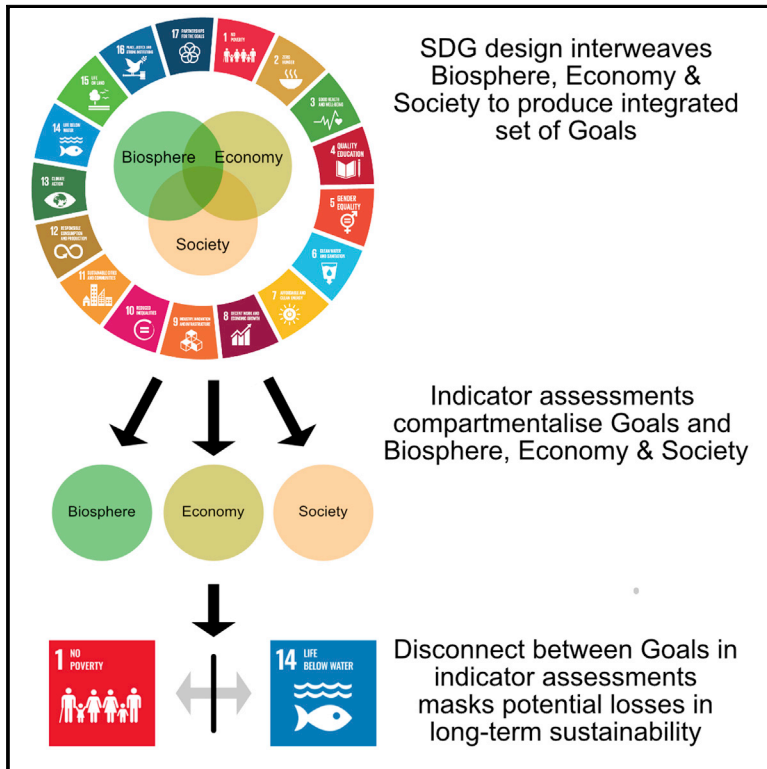 SDG design interweaves
Biosphere, Economy &
Society to produce integrated
set of Goals
1 NO
POVERTY
2 ZERO
HUNGER
3 GOOD HEALTH
AND WELL-BEING
4 QUALITY
EDUCATION
5 GENDER
EQUALITY
6 CLEAN WATER
AND SANITATION
7 AFFORDABLE AND
CLEAN ENERGY
8 DECENT WORK AND
ECONOMIC GROWTH
9 INDUSTRY, INNOVATION
AND INFRASTRUCTURE
10 REDUCED
INEQUALITIES
11 SUSTAINABLE CITIES
AND COMMUNITIES
12 RESPONSIBLE
CONSUMPTION
AND PRODUCTION
13 CLIMATE
ACTION
14 LIFE BELOW
WATER
15 LIFE
ON LAND
16 PEACE, JUSTICE AND
STRONG INSTITUTIONS
17 PARTNERSHIPS
FOR THE GOALS
Biosphere
Economy
Society
Indicator assessments
compartmentalise Goals and
Biosphere, Economy & Society
Biosphere
Economy
Society
1 NO
POVERTY
14 LIFE
BELOW WATER
Disconnect between Goals in
indicator assessments
masks potential losses in
long-term sustainability